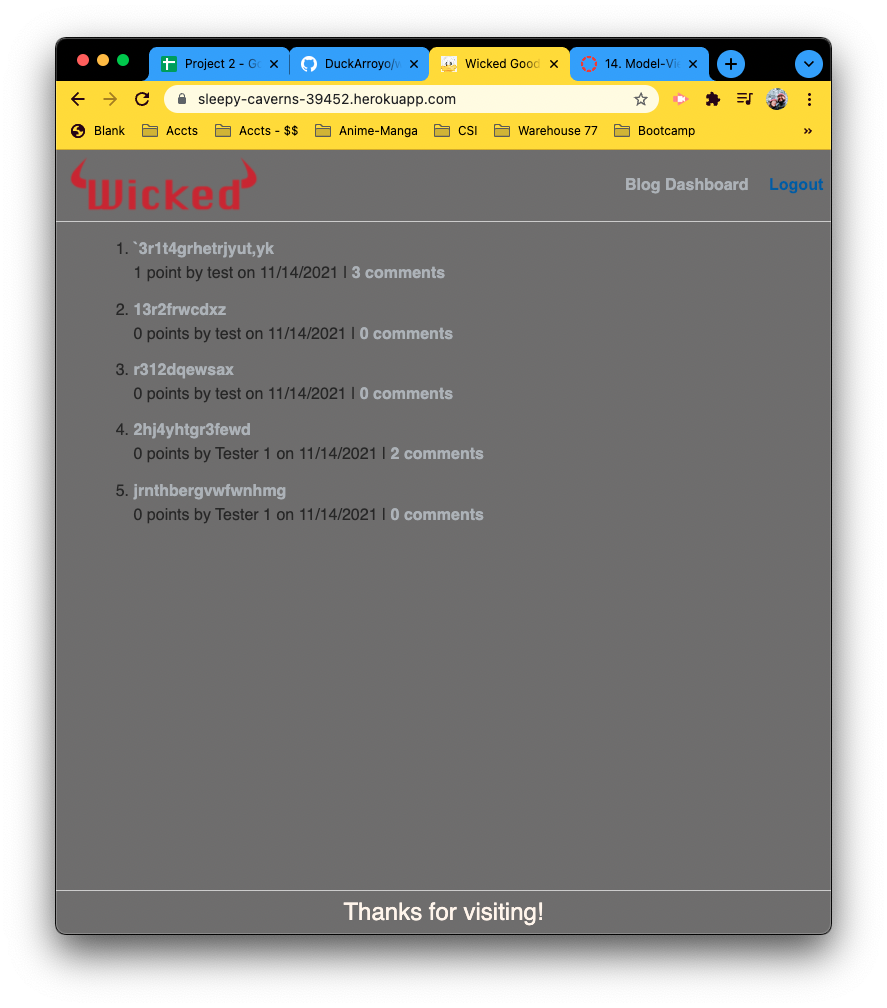 Project 2 - Go
DuckArroyo/w
Wicked Good
14. Model-Vi
sleepy-caverns-39452.herokuapp.com
Blank Accts Accts - $$ Anime-Manga CSI Warehouse 77 Bootcamp »
Wicked
Blog Dashboard Logout
1. `3r1t4grhetrjyut,yk
1 point by test on 11/14/2021 | 3 comments
2. 13r2frwcdxz
0 points by test on 11/14/2021 | 0 comments
3. r312dqewsax
0 points by test on 11/14/2021 | 0 comments
4. 2hj4yhtgr3fewd
0 points by Tester 1 on 11/14/2021 | 2 comments
5. jrnthbergvwfwnhmg
0 points by Tester 1 on 11/14/2021 | 0 comments
Thanks for visiting!